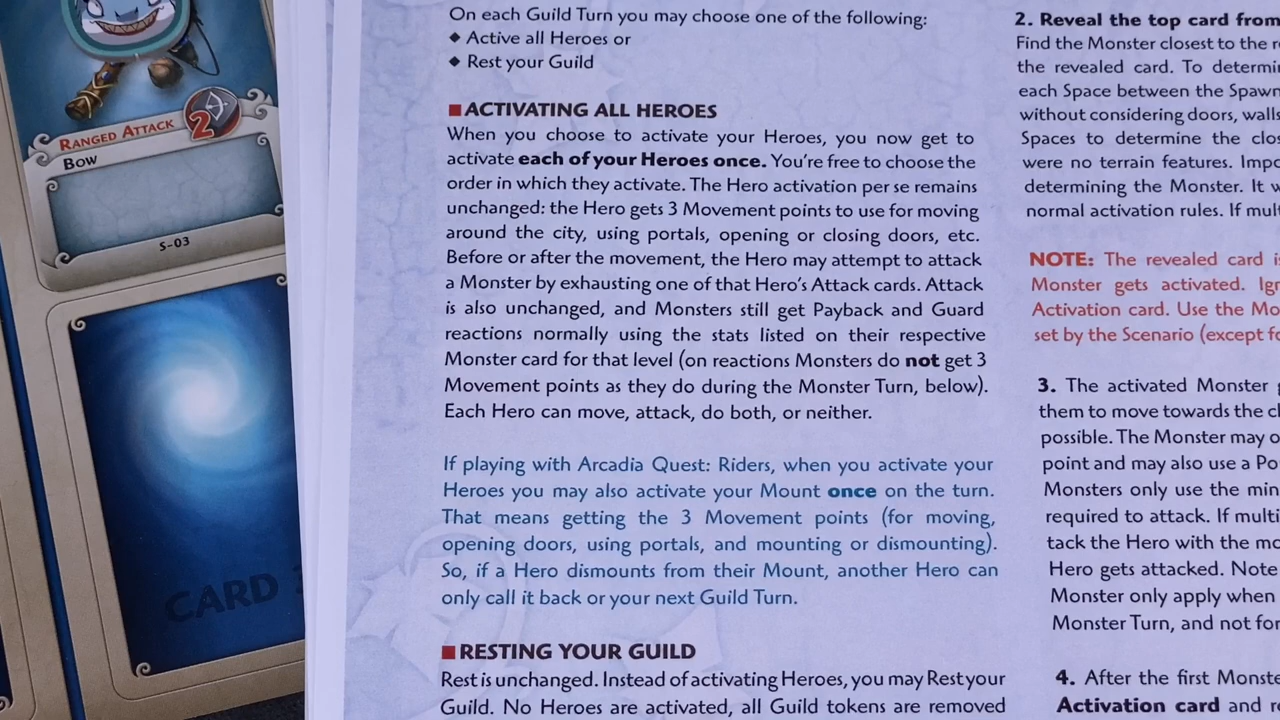 RANGED ATTACK
2
BOW
S-03
CARD
On each Guild Turn you may choose one of the following:
◆ Active all Heroes or
◆ Rest your Guild
■ACTIVATING ALL HEROES
When you choose to activate your Heroes, you now get to
activate each of your Heroes once. You're free to choose the
order in which they activate. The Hero activation per se remains
unchanged: the Hero gets 3 Movement points to use for moving
around the city, using portals, opening or closing doors, etc.
Before or after the movement, the Hero may attempt to attack
a Monster by exhausting one of that Hero's Attack cards. Attack
is also unchanged, and Monsters still get Payback and Guard
reactions normally using the stats listed on their respective
Monster card for that level (on reactions Monsters do not get 3
Movement points as they do during the Monster Turn, below).
Each Hero can move, attack, do both, or neither.
If playing with Arcadia Quest: Riders, when you activate your
Heroes you may also activate your Mount once on the turn.
That means getting the 3 Movement points (for moving,
opening doors, using portals, and mounting or dismounting).
So, if a Hero dismounts from their Mount, another Hero can
only call it back or your next Guild Turn.
■RESTING YOUR GUILD
Rest is unchanged. Instead of activating Heroes, you may Rest your
Guild. No Heroes are activated, all Guild tokens are removed
2. Reveal the top card from
Find the Monster closest to the
the revealed card. To
each Space between the
without considering doors,
Spaces to determine the
were no terrain features.
determining the Monster. It
normal activation rules. If
NOTE: The revealed card
Monster gets activated.
Activation card. Use the
set by the Scenario (except
3. The activated Monster
them to move towards the
possible. The Monster may
point and may also use a
Monsters only use the
required to attack. If
tack the Hero with the
Hero gets attacked. Note
Monster only apply when
Monster Turn, and not
4. After the first
Activation card and